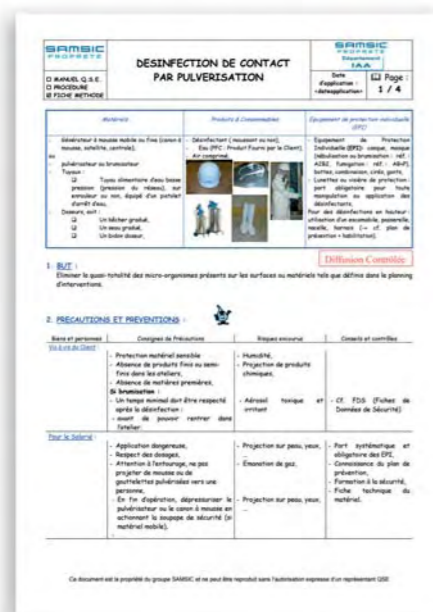 SAMSIC
PROPRETE
DESINFECTION DE CONTACT
PAR PULVERISATION
SAMSIC
PROPRETE
Département
IAA
☐ MANUEL Q.S.E.
☐ PROCEDURE
☒ FICHE METHODE
Date
d'application :
<dateapplication>
Page :
1 / 4
Matériels
Produits & Consommables
Equipement de protection individuelle
(EPI)
- Générateur à mousse mobile ou fixe (canon à
mousse, satellite, centrale),
ou
- pulvérisateur ou brumisateur
- Tuyaux :
☐ Tuyau alimentaire d'eau basse
pression (pression du réseau), sur
enrouleur ou non, équipé d'un pistolet
d'arrêt d'eau,
- Doseurs, soit :
☐ Un bécher gradué,
☐ Un seau gradué,
☐ Un bidon doseur,
- Désinfectant ( moussant ou non),
- Eau (PFC : Produit Fourni par le Client),
- Air comprimé.
- Equipement de Protection
Individuelle (EPI): casque, masque
(nébulisation ou brumisation : réf. :
A2B2, fumigation : réf. : AB-P),
bottes, combinaison, cirée, gants,
- Lunettes ou visière de protection :
port obligatoire pour toute
manipulation ou application des
désinfectants.
Pour des désinfections en hauteur :
utilisation d'un escamobile, passerelle,
nacelle, harnais (→ cf. plan de
prévention + habilitation).
Diffusion Contrôlée
1. BUT :
Eliminer la quasi-totalité des micro-organismes présents sur les surfaces ou matériels tels que définis dans le planning
d'interventions.
2. PRECAUTIONS ET PREVENTIONS :
Biens et personnes
Consignes de Précautions
Risques encourus
Conseils et contrôles
Vis à vis du Client :
- Protection matériel sensible
- Absence de produits finis ou semi-
finis dans les ateliers,
- Absence de matières premières,
Si brumisation :
- Un temps minimal doit être respecté
après la désinfection :
- avant de pouvoir rentrer dans
l'atelier.
- Humidité,
- Projection de produits
chimiques,
- Aérosol toxique et
irritant
- Cf. FDS (Fiches de
Données de Sécurité)
Pour le Salarié :
- Application dangereuse,
- Respect des dosages,
- Attention à l'entourage, ne pas
projeter de mousse ou de
gouttelettes pulvérisées vers une
personne,
- En fin d'opération, dépressuriser le
pulvérisateur ou le canon à mousse en
actionnant la soupape de sécurité (si
matériel mobile),
- Projection sur peau, yeux,
...
- Emanation de gaz,
- Projection sur peau, yeux,
...
- Port systématique et
obligatoire des EPI,
- Connaissance du plan de
prévention,
- Formation à la sécurité,
- Fiche technique du
matériel.
Ce document est la propriété du groupe SAMSIC et ne peut être reproduit sans l'autorisation expresse d'un représentant QSE